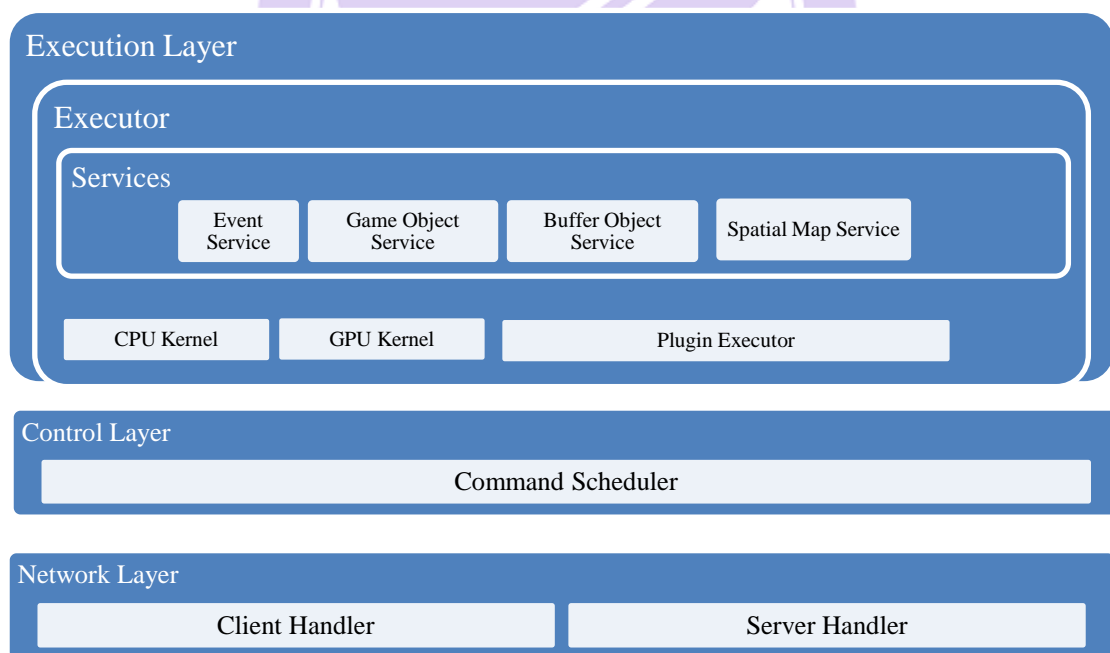 Execution Layer
Executor
Services
Event
Service
Game Object
Service
Buffer Object
Service
Spatial Map Service
CPU Kernel
GPU Kernel
Plugin Executor
Control Layer
Command Scheduler
Network Layer
Client Handler
Server Handler